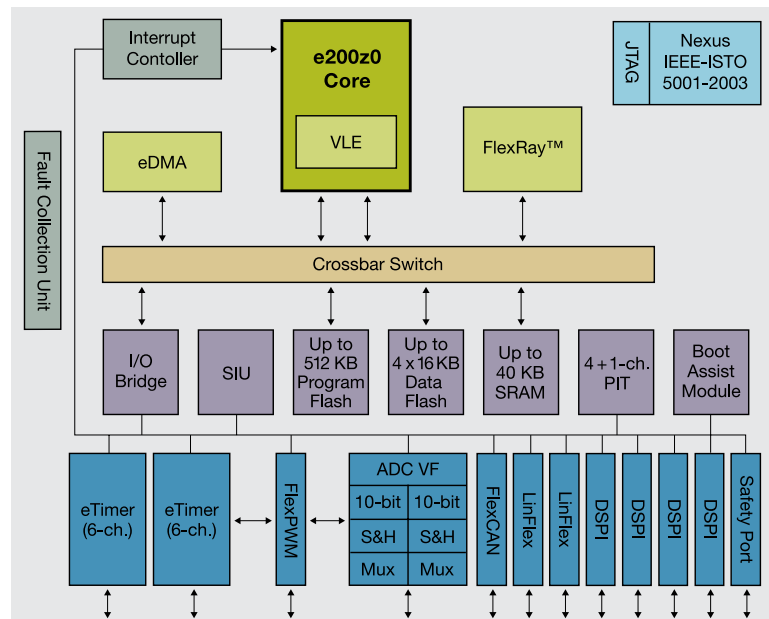 Interrupt
Contoller
e200z0
Core
VLE
JTAG
Nexus
IEEE-ISTO
5001-2003
Fault Collection Unit
eDMA
FlexRay™
Crossbar Switch
I/O
Bridge
SIU
Up to
512 KB
Program
Flash
Up to
4 x 16 KB
Data
Flash
Up to
40 KB
SRAM
4 + 1-ch.
PIT
Boot
Assist
Module
eTimer
(6-ch.)
eTimer
(6-ch.)
FlexPWM
ADC VF
10-bit
10-bit
S&H
S&H
Mux
Mux
FlexCAN
LinFlex
LinFlex
DSPI
DSPI
DSPI
DSPI
Safety Port